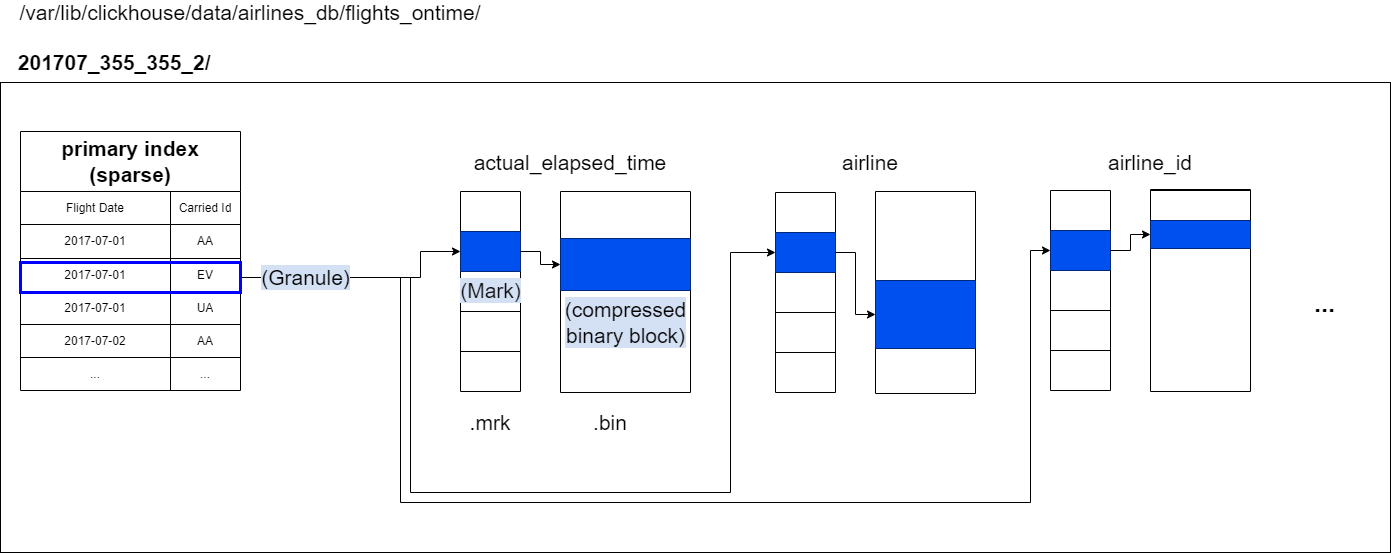 /var/lib/clickhouse/data/airlines_db/flights_ontime/
201707_355_355_2/
primary index
(sparse)
Flight Date Carried Id
2017-07-01 AA
2017-07-01 EV
2017-07-01 UA
2017-07-02 AA
... ...
(Granule)
actual_elapsed_time
(Mark)
(compressed
binary block)
.mrk .bin
airline
airline_id
...